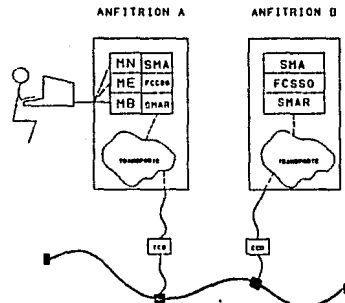 ANFITRION A
ANFITRION B
MN SMA
ME FCSSO
MB SMAR
SMA
FCSSO
SMAR
TRANSPORTE
TRANSPORTE